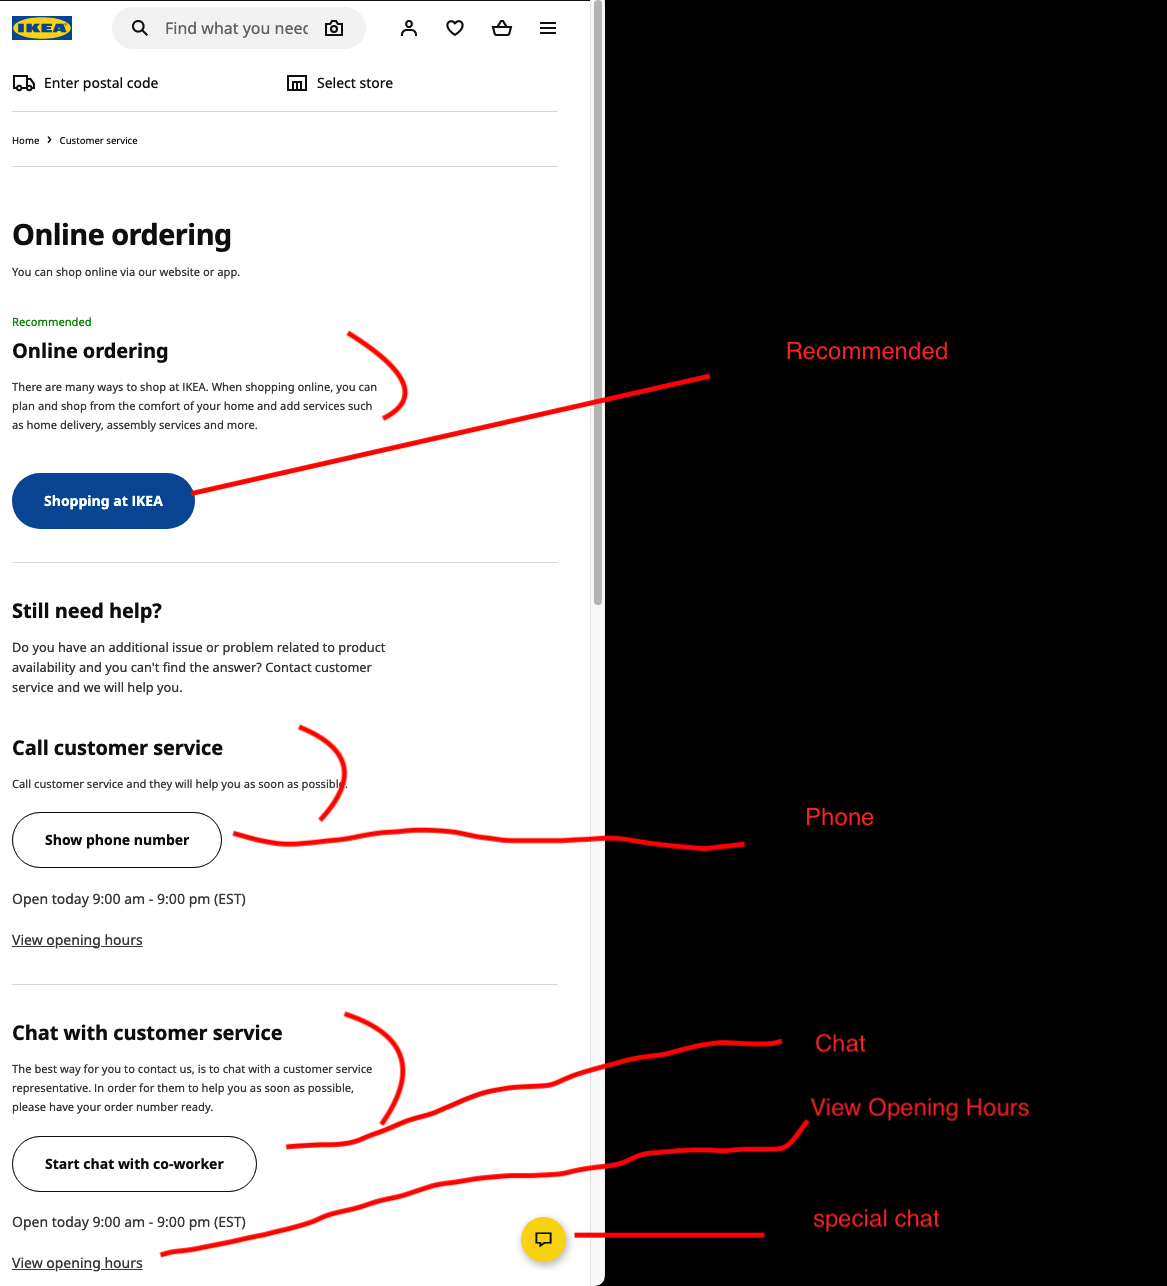 IKEA
Find what you need
Enter postal code
Select store
Home > Customer service
Online ordering
You can shop online via our website or app.
Recommended
Online ordering
There are many ways to shop at IKEA. When shopping online, you can
plan and shop from the comfort of your home and add services such
as home delivery, assembly services and more.
Shopping at IKEA
Recommended
Still need help?
Do you have an additional issue or problem related to product
availability and you can't find the answer? Contact customer
service and we will help you.
Call customer service
Call customer service and they will help you as soon as possible.
Show phone number
Phone
Open today 9:00 am - 9:00 pm (EST)
View opening hours
Chat with customer service
The best way for you to contact us, is to chat with a customer service
representative. In order for them to help you as soon as possible,
please have your order number ready.
Start chat with co-worker
Chat
View Opening Hours
Open today 9:00 am - 9:00 pm (EST)
View opening hours
special chat